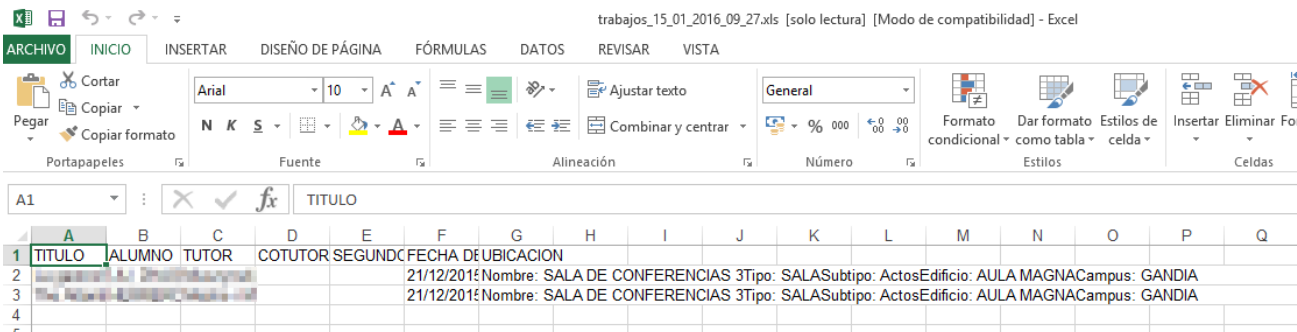 trabajos_15_01_2016_09_27.xls [solo lectura] [Modo de compatibilidad] - Excel
ARCHIVO INICIO INSERTAR DISEÑO DE PÁGINA FÓRMULAS DATOS REVISAR VISTA
Cortar
Copiar
Copiar formato
Pegar
Portapapeles
Arial 10
N K S
Fuente
Ajustar texto
Combinar y centrar
Alineación
General
% 000
Número
Formato condicional
Dar formato como tabla
Estilos de celda
Estilos
Insertar Eliminar Fo
Celdas
A1 fx TITULO
A B C D E F G H I J K L M N O P Q
1 TITULO ALUMNO TUTOR COTUTOR SEGUNDO FECHA DE UBICACION
2 21/12/2015 Nombre: SALA DE CONFERENCIAS 3Tipo: SALASubtipo: ActosEdificio: AULA MAGNACampus: GANDIA
3 21/12/2015 Nombre: SALA DE CONFERENCIAS 3Tipo: SALASubtipo: ActosEdificio: AULA MAGNACampus: GANDIA
4